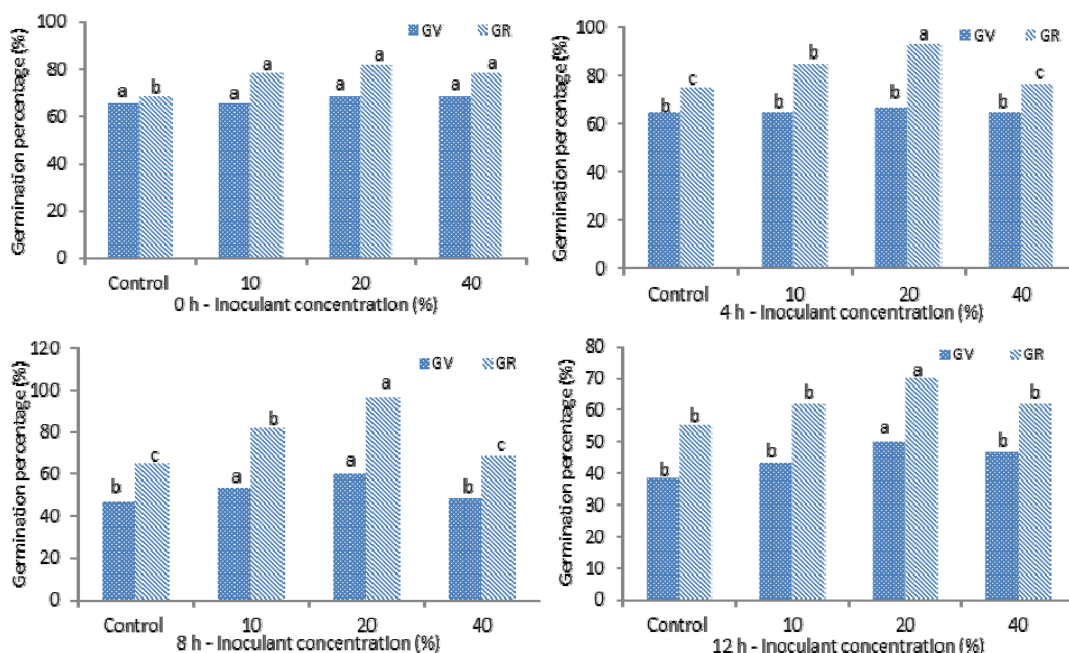 Germination percentage (%)
100
80
60
40
20
0
GV GR
a b a a a a a a
Control 10 20 40
0 h - Inoculant concentration (%)
Germination percentage (%)
100
80
60
40
20
0
GV GR
b c b b b a b c
Control 10 20 40
4 h - Inoculant concentration (%)
Germination percentage (%)
120
100
80
60
40
20
0
GV GR
b c a b a a b c
Control 10 20 40
8 h - Inoculant concentration (%)
Germination percentage (%)
80
70
60
50
40
30
20
10
0
GV GR
b b b b a a b b
Control 10 20 40
12 h - Inoculant concentration (%)